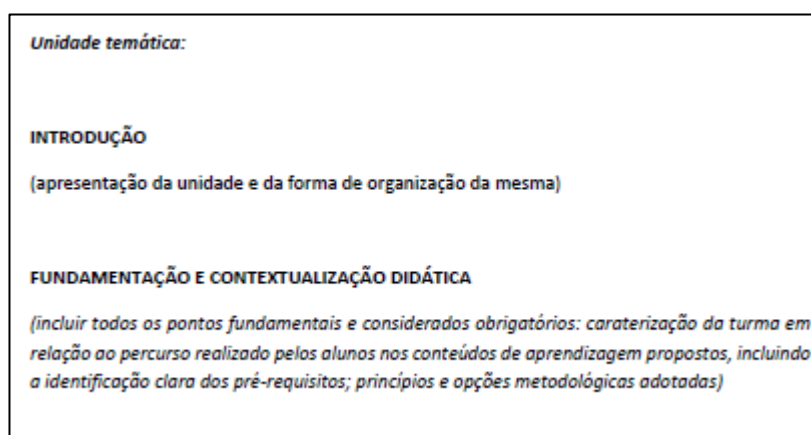 Unidade temática:
INTRODUÇÃO
(apresentação da unidade e da forma de organização da mesma)
FUNDAMENTAÇÃO E CONTEXTUALIZAÇÃO DIDÁTICA
(incluir todos os pontos fundamentais e considerados obrigatórios: caraterização da turma em
relação ao percurso realizado pelos alunos nos conteúdos de aprendizagem propostos, incluindo
a identificação clara dos pré-requisitos; princípios e opções metodológicas adotadas)